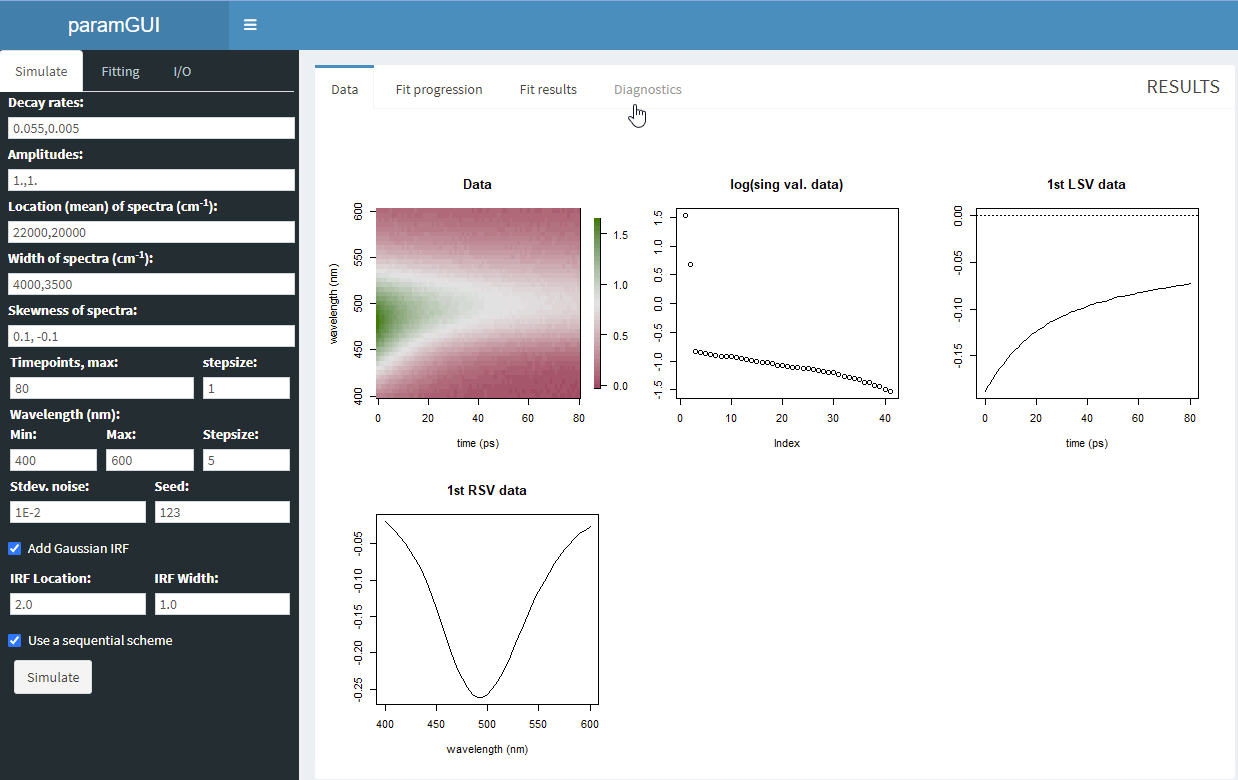 paramGUI
Simulate Fitting I/O
Decay rates:
0.055,0.005
Amplitudes:
1.,1.
Location (mean) of spectra (cm-1):
22000,20000
Width of spectra (cm-1):
4000,3500
Skewness of spectra:
0.1, -0.1
Timepoints, max: stepsize:
80 1
Wavelength (nm):
Min: Max: Stepsize:
400 600 5
Stdev. noise: Seed:
1E-2 123
Add Gaussian IRF
IRF Location: IRF Width:
2.0 1.0
Use a sequential scheme
Simulate
Data Fit progression Fit results Diagnostics RESULTS
Data
wavelength (nm)
600
550
500
450
400
0 20 40 60 80
time (ps)
1.5
1.0
0.5
0.0
log(sing val. data)
1.5
1.0
0.5
0.0
-0.5
-1.0
-1.5
0 10 20 30 40
Index
1st LSV data
0.00
-0.05
-0.10
-0.15
0 20 40 60 80
time (ps)
1st RSV data
-0.05
-0.10
-0.15
-0.20
-0.25
400 450 500 550 600
wavelength (nm)